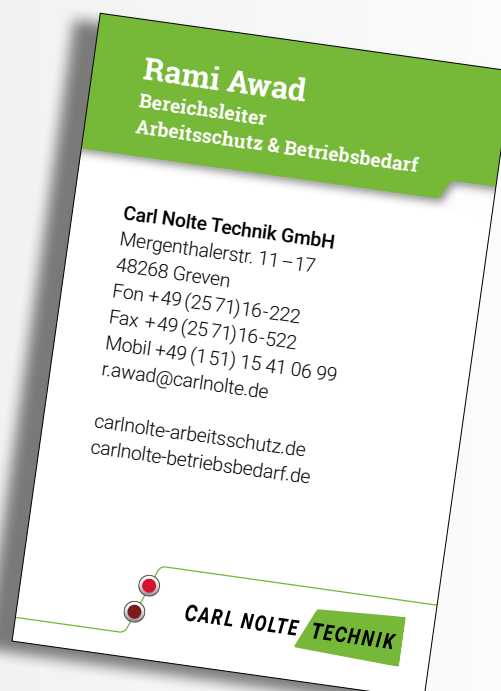 Rami Awad
Bereichsleiter
Arbeitsschutz & Betriebsbedarf
Carl Nolte Technik GmbH
Mergenthalerstr. 11–17
48268 Greven
Fon +49 (25 71)16-222
Fax +49 (25 71)16-522
Mobil +49 (1 51) 15 41 06 99
r.awad@carlnolte.de
carlnolte-arbeitsschutz.de
carlnolte-betriebsbedarf.de
CARL NOLTE TECHNIK